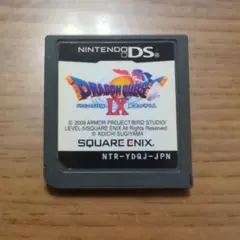 NINTENDO DS
DRAGON QUEST
IX
© 2009 ARMOR PROJECT/BIRD STUDIO/
LEVEL-5/SQUARE ENIX All Rights Reserved.
© KOICHI SUGIYAMA
SQUARE ENIX
NTR-YDQJ-JPN